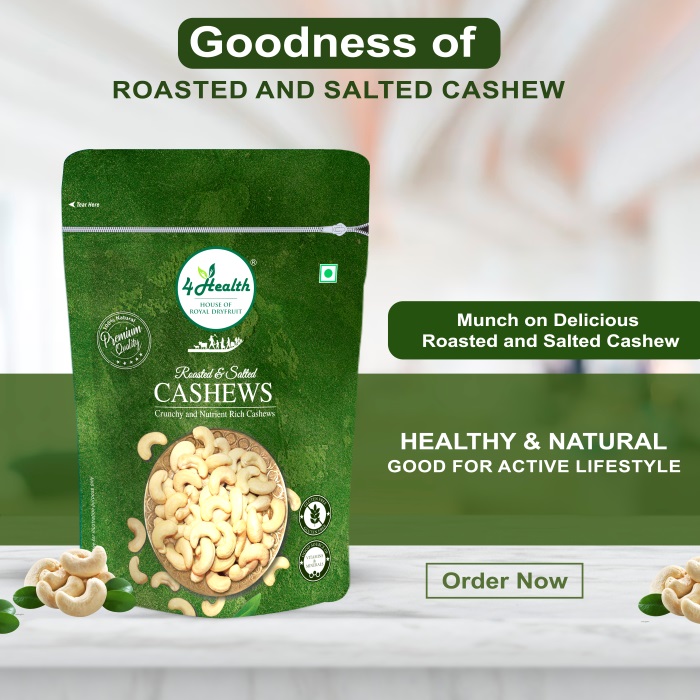 Goodness of
ROASTED AND SALTED CASHEW
Tear Here
4Health
®
HOUSE OF
ROYAL DRYFRUIT
100% Natural
Premium
Quality
Roasted & Salted
CASHEWS
Crunchy and Nutrient Rich Cashews
VITAMINS
&
MINERALS
Munch on Delicious
Roasted and Salted Cashew
HEALTHY & NATURAL
GOOD FOR ACTIVE LIFESTYLE
Order Now